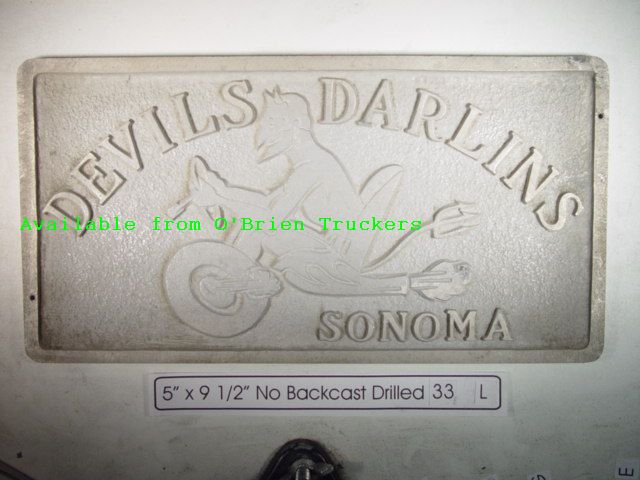 DEVILS DARLINS
Available from O'Brien Truckers
SONOMA
5" x 9 1/2" No Backcast Drilled 33 L
E